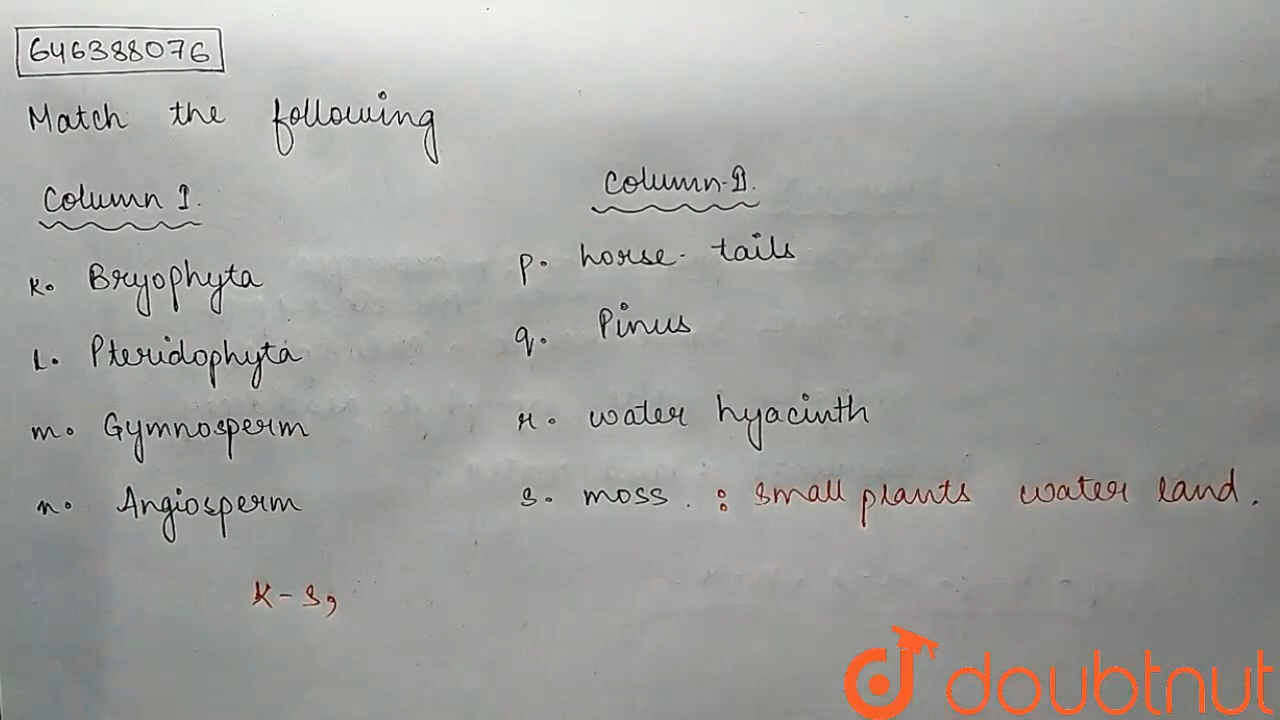 646388076
Match the following
Column I.
Column-II.
K. Bryophyta
p. horse-tails
L. Pteridophyta
q. Pinus
m. Gymnosperm
r. water hyacinth
n. Angiosperm
s. moss. : small plants water land.
K-s,
doubtnut